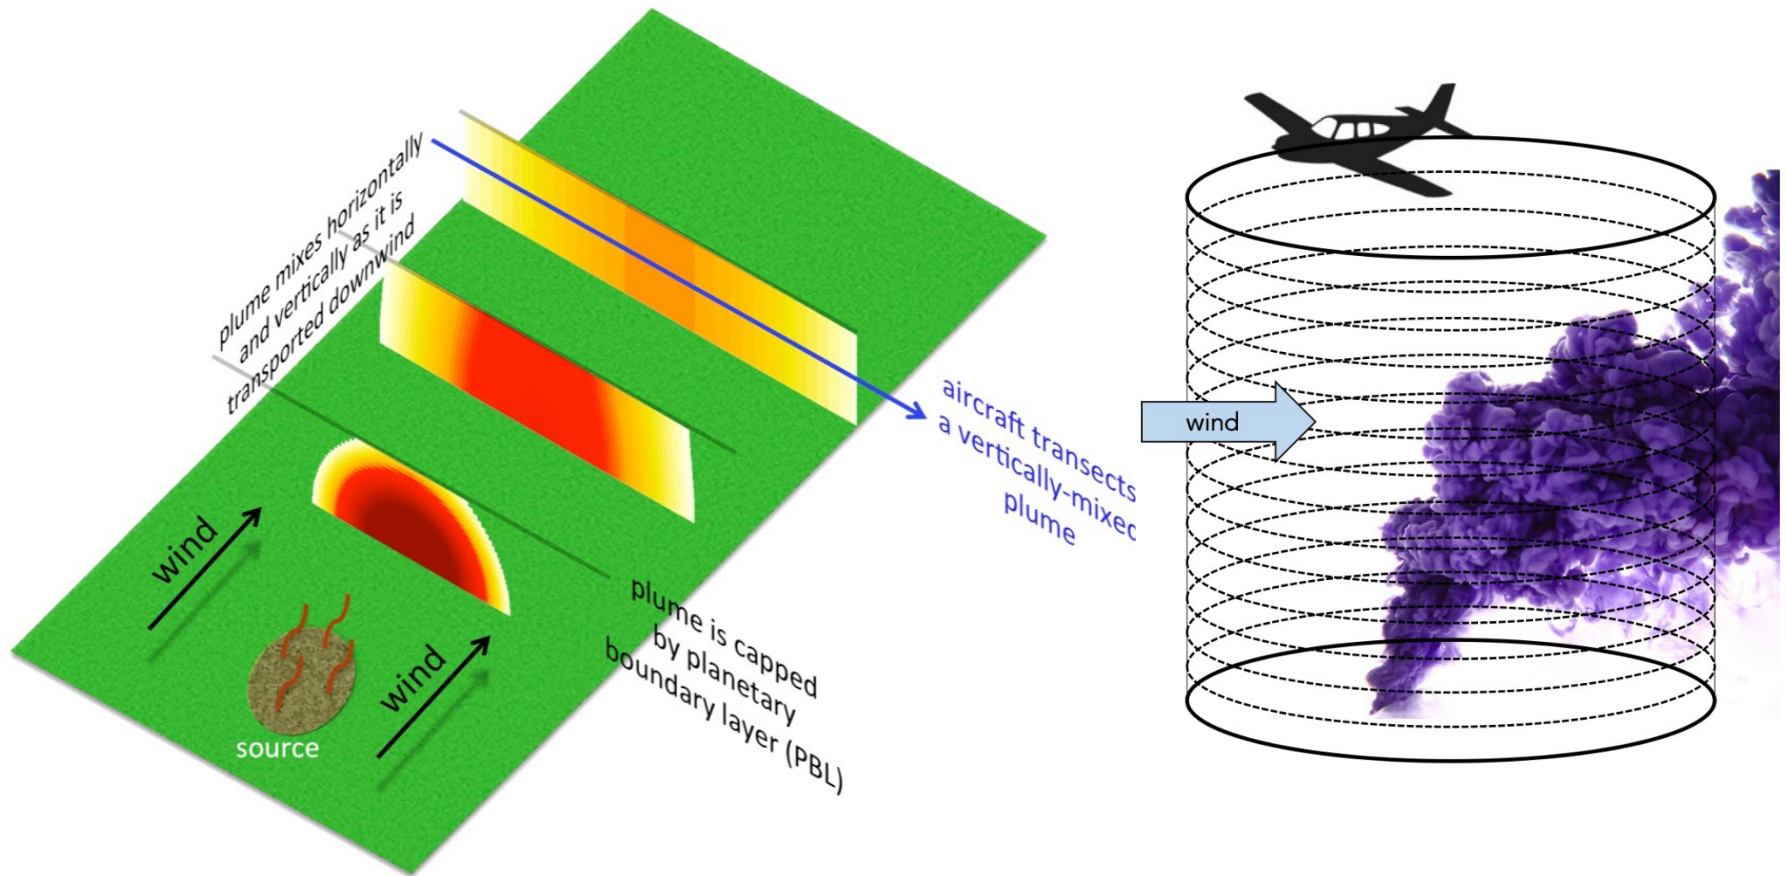 plume mixes horizontally
and vertically as it is
and transported downwind
wind
wind
source
plume is capped
by planetary
boundary layer (PBL)
aircraft transects
a vertically-mixed
plume
wind